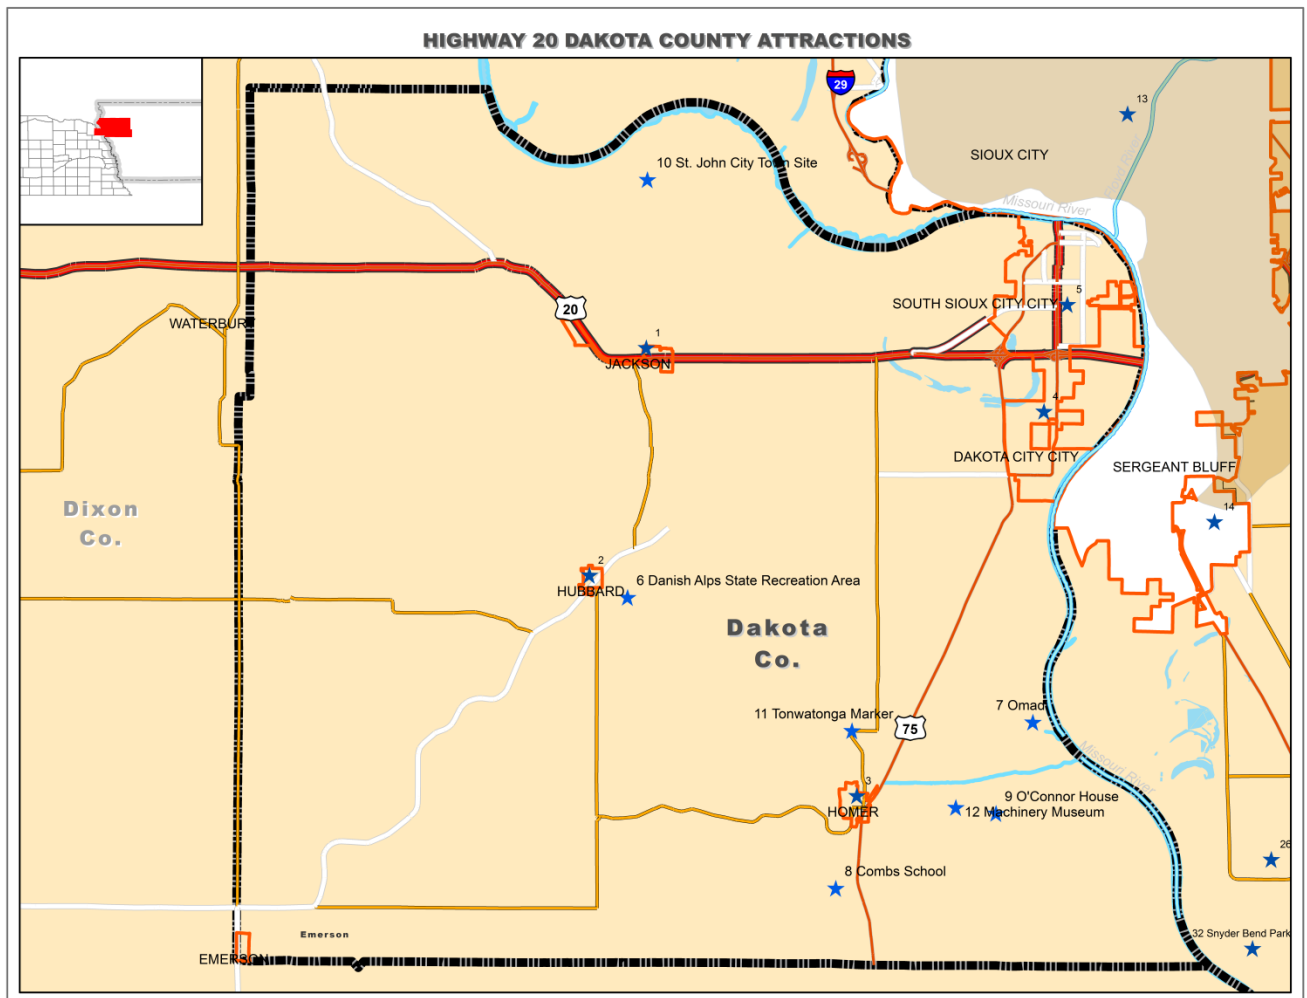 HIGHWAY 20 DAKOTA COUNTY ATTRACTIONS
29
13
SIOUX CITY
10 St. John City Town Site
Missouri River
5
SOUTH SIOUX CITY CITY
20
WATERBURY
1
JACKSON
4
DAKOTA CITY CITY
SERGEANT BLUFF
14
Dixon
Co.
2
HUBBARD
6 Danish Alps State Recreation Area
Dakota
Co.
11 Tonwatonga Marker
75
7 Omadi
Missouri River
3
HOMER
9 O'Connor House
12 Machinery Museum
26
8 Combs School
32 Snyder Bend Park
Emerson
EMERSON